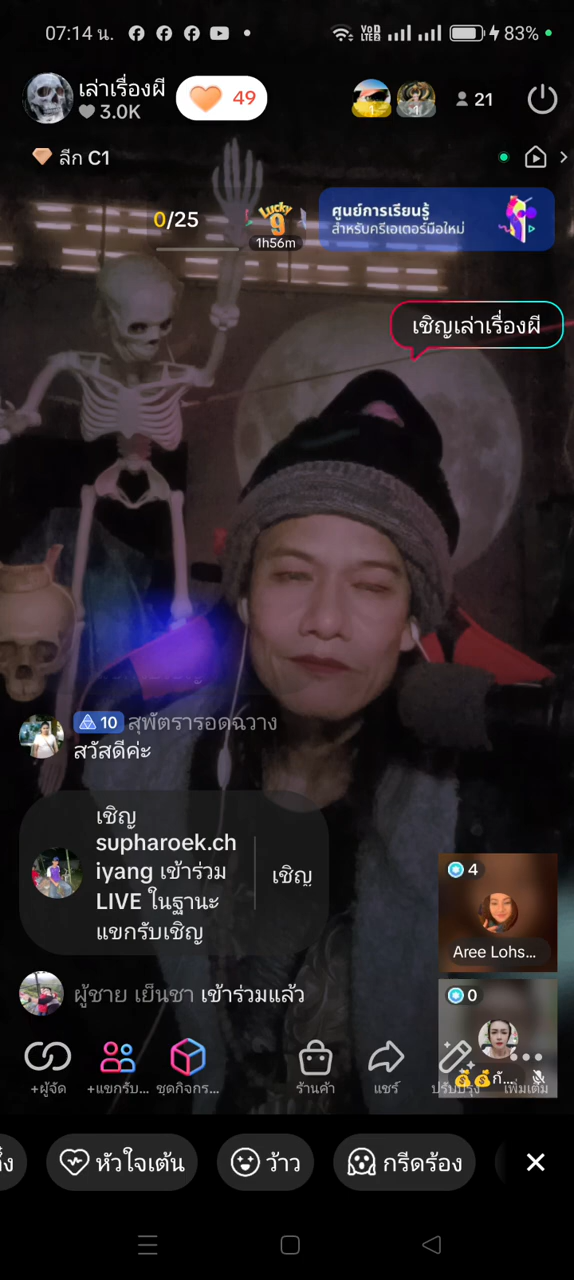 07:14 น.
VoD LTE
83%
เล่าเรื่องผี
3.0K
49
1
4
21
ลีก C1
0/25
Lucky 9
1h56m
ศูนย์การเรียนรู้
สำหรับครีเอเตอร์มือใหม่
เชิญเล่าเรื่องผี
10 สุพัตรารอดฉวาง
สวัสดีค่ะ
เชิญ
supharoek.ch
iyang เข้าร่วม
LIVE ในฐานะ
แขกรับเชิญ
เชิญ
4
Aree Lohs...
ผู้ชาย เย็นชา เข้าร่วมแล้ว
0
💰💰กั...
+ผู้จัด
+แขกรับ...
ชุดกิจกร...
ร้านค้า
แชร์
ปรับปรุง
เพิ่มเติม
หัวใจเต้น
ว้าว
กรีดร้อง